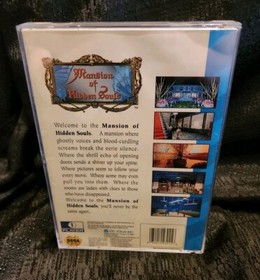 Mansion
of
Hidden Souls
Welcome to the Mansion of
Hidden Souls. A mansion where
ghostly voices and blood-curdling
screams break the eerie silence.
Where the shrill echo of opening
doors sends a shiver up your spine.
Where pictures seem to follow your
every move. Where some may even
pull you into them. Where the
rooms are laden with clues to those
who have disappeared.
Welcome to the Mansion of
Hidden Souls: you'll never be the
same again.